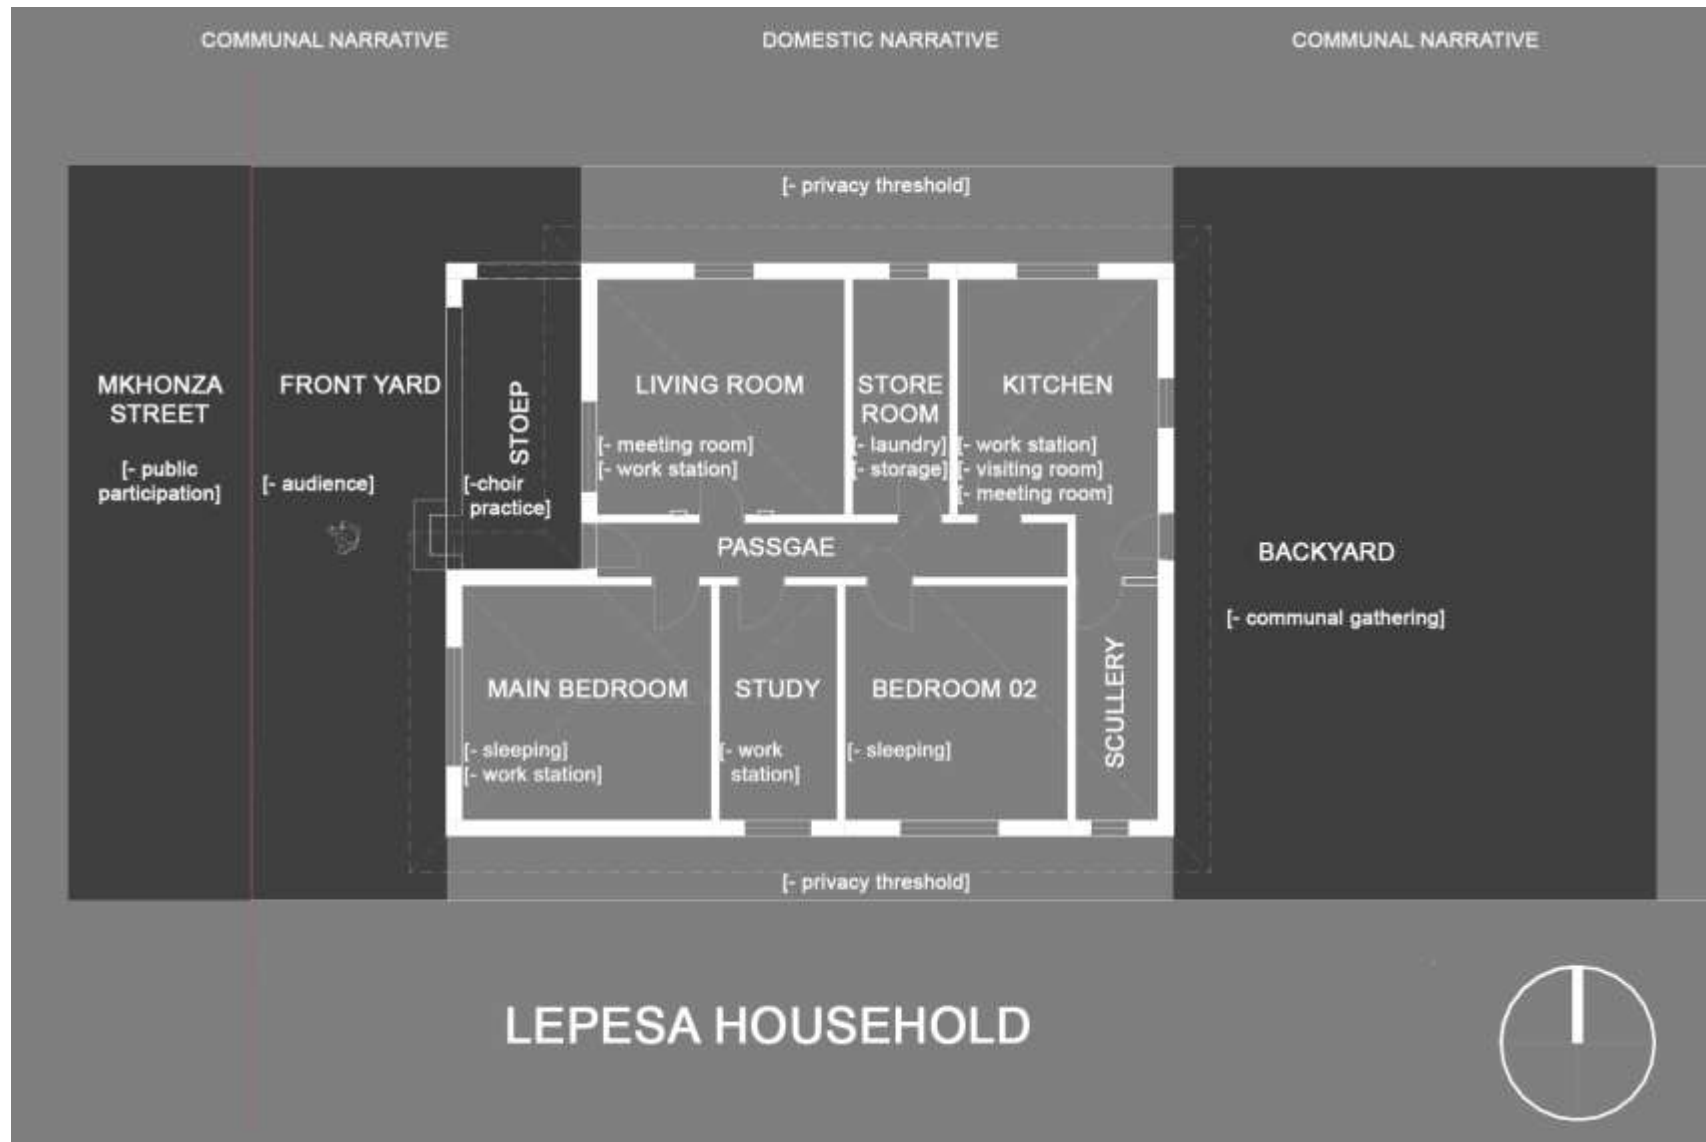 COMMUNAL NARRATIVE
DOMESTIC NARRATIVE
COMMUNAL NARRATIVE
[- privacy threshold]
MKHONZA
STREET
[- public
participation]
FRONT YARD
[- audience]
STOEP
[-choir
practice]
LIVING ROOM
[- meeting room]
[- work station]
STORE
ROOM
[- laundry]
[- storage]
KITCHEN
[- work station]
[- visiting room]
[- meeting room]
PASSGAE
BACKYARD
[- communal gathering]
MAIN BEDROOM
[- sleeping]
[- work station]
STUDY
[- work
station]
BEDROOM 02
[- sleeping]
SCULLERY
[- privacy threshold]
LEPESA HOUSEHOLD